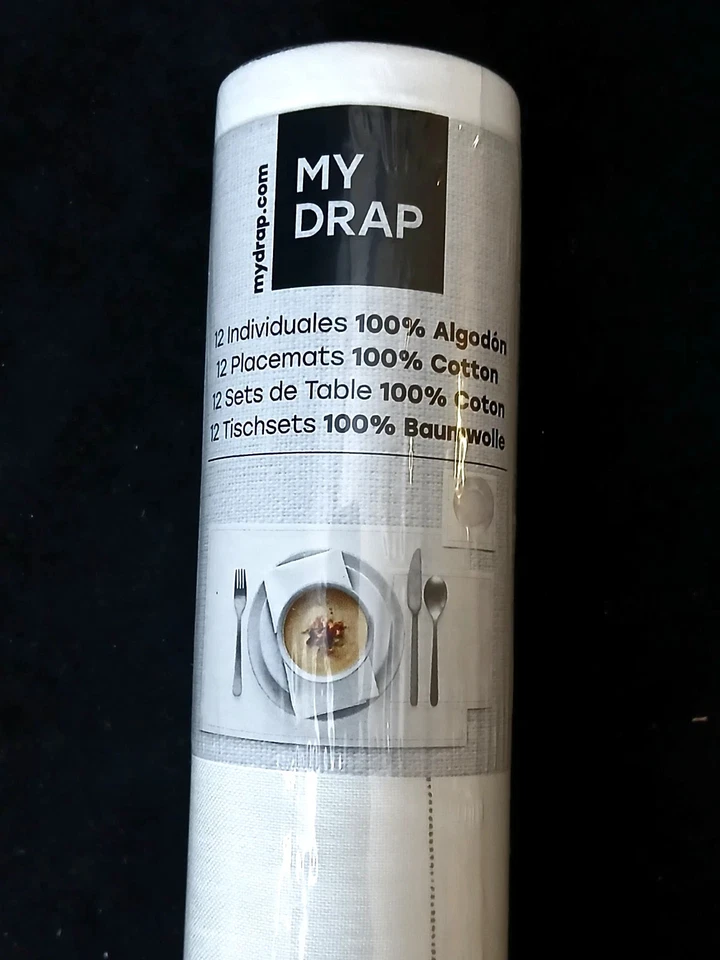 MY
DRAP
mydrap.com
12 Individuales 100% Algodón
12 Placemats 100% Cotton
12 Sets de Table 100% Coton
12 Tischsets 100% Baumwolle